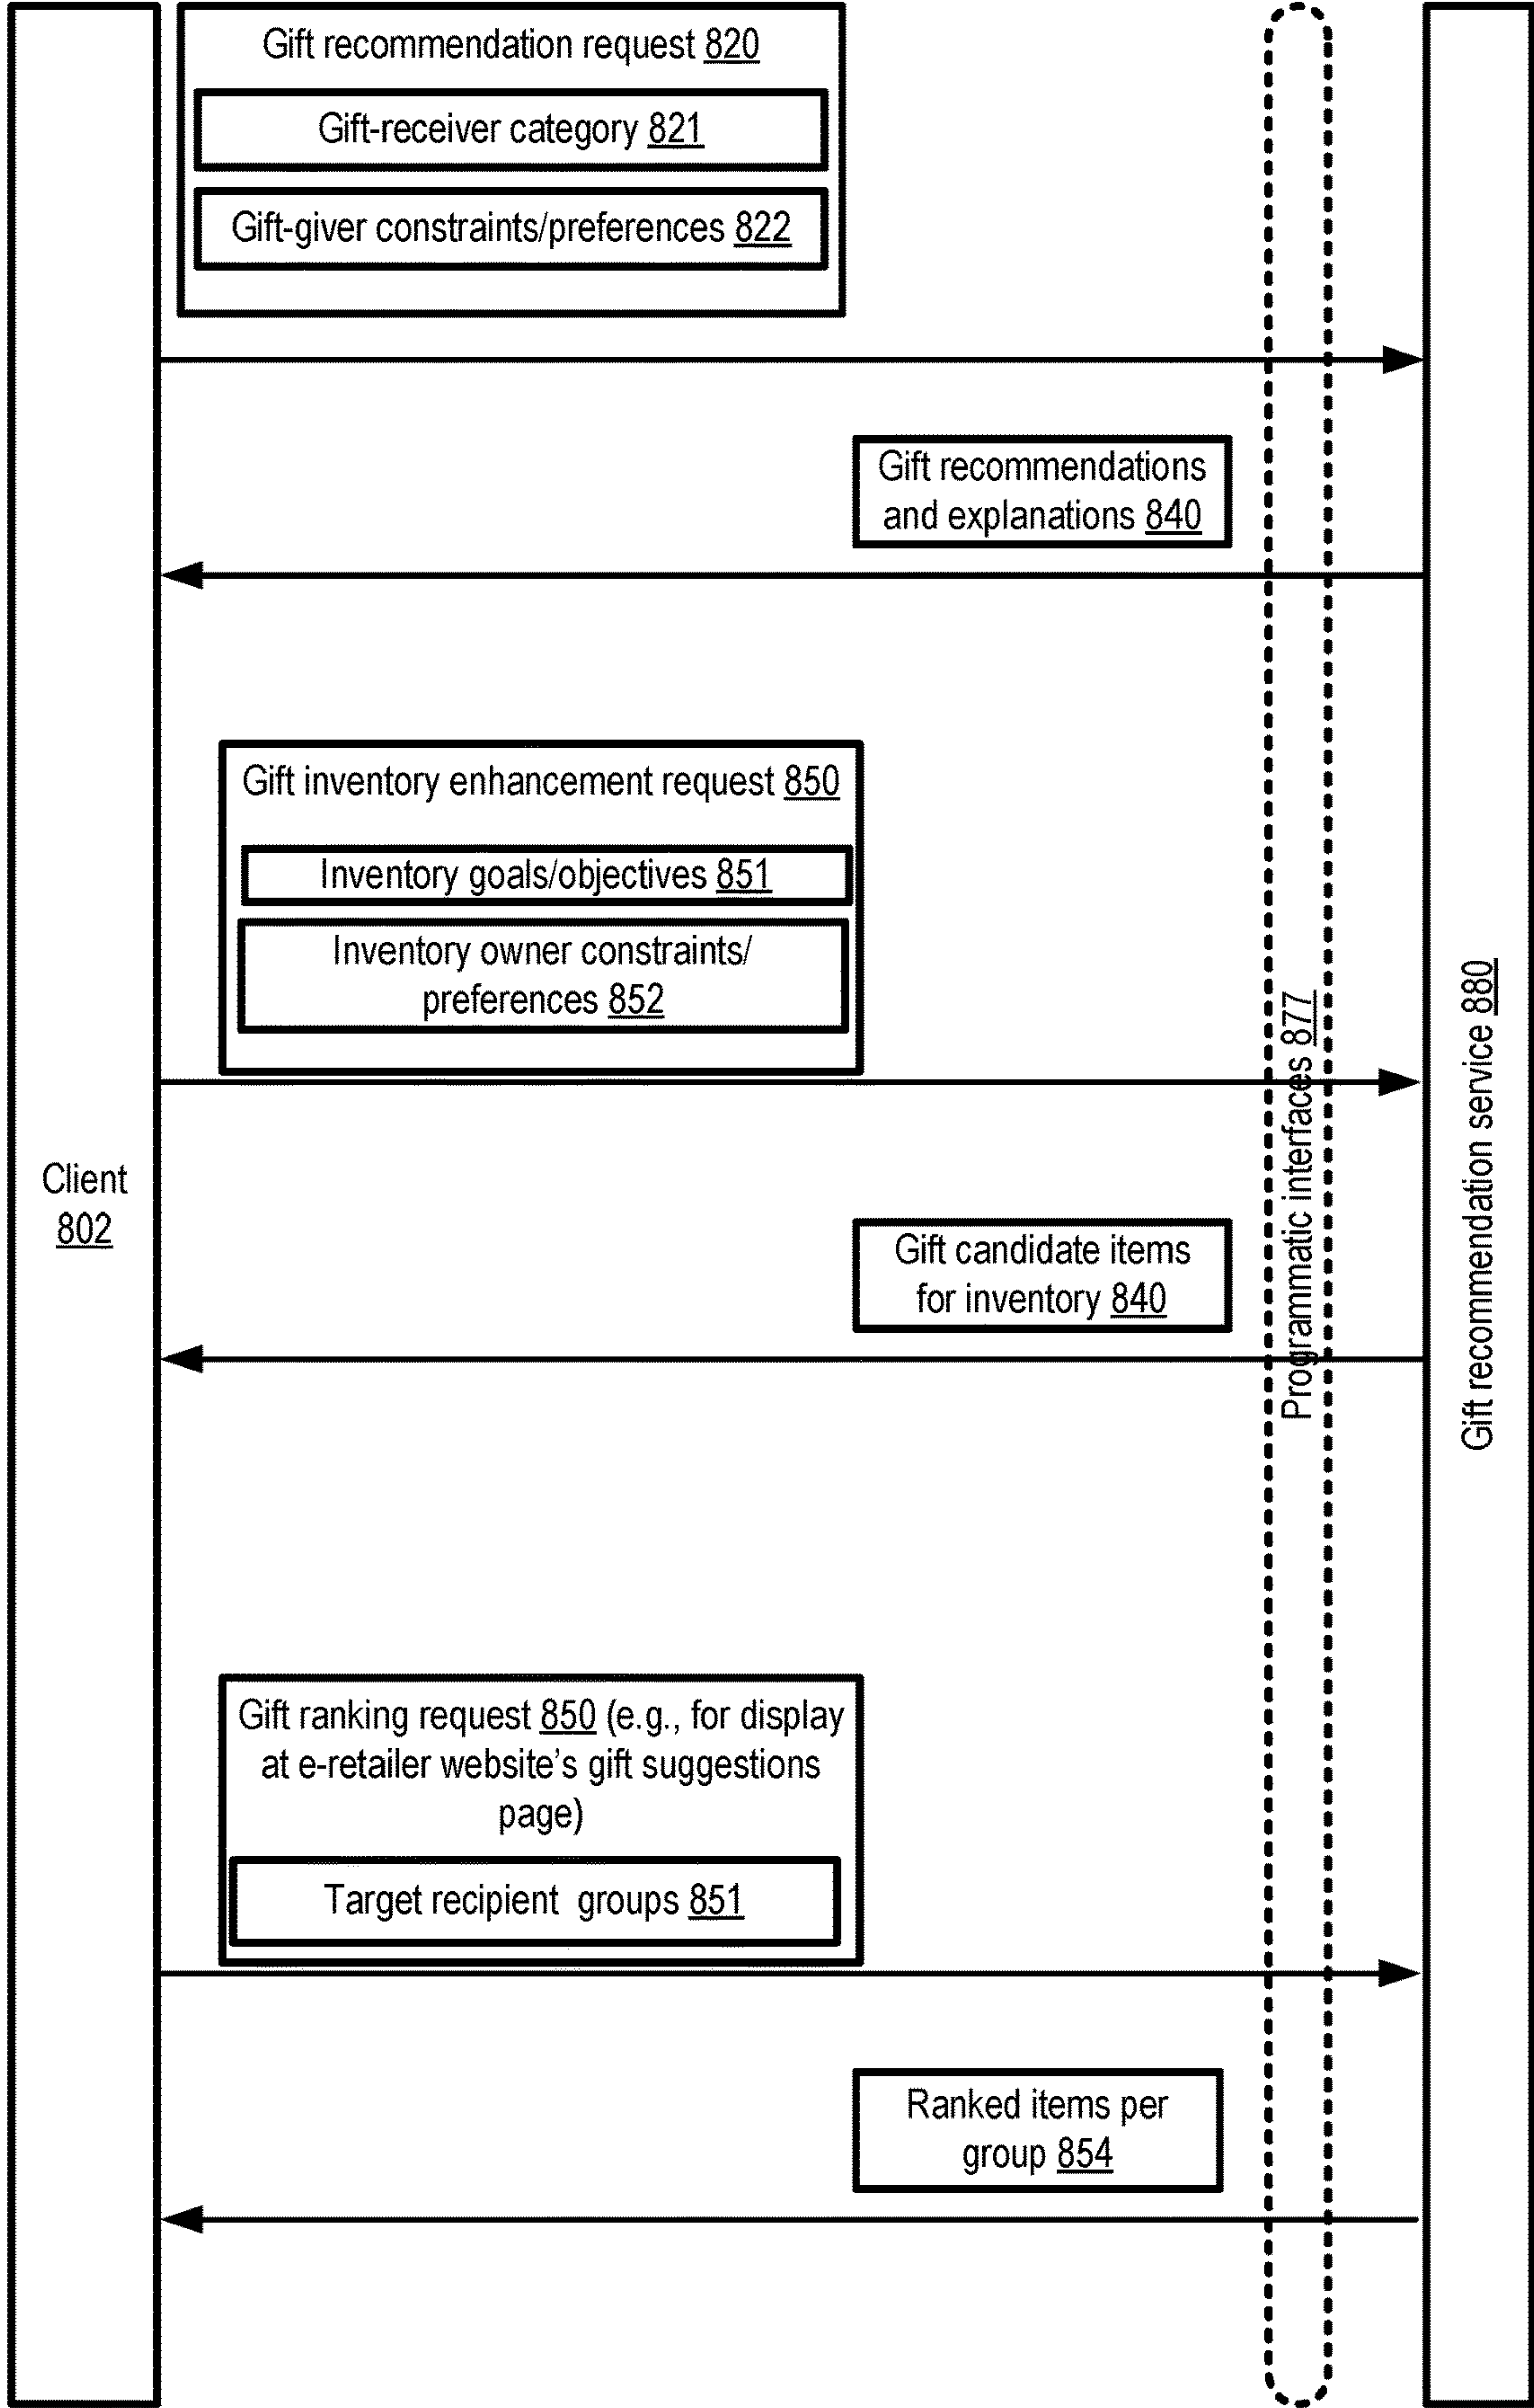 Gift recommendation request 820
Gift-receiver category 821
Gift-giver constraints/preferences 822
Gift recommendations
and explanations 840
Gift inventory enhancement request 850
Inventory goals/objectives 851
Inventory owner constraints/
preferences 852
Client
802
Gift candidate items
for inventory 840
Programmatic interfaces 877
Gift recommendation service 880
Gift ranking request 850 (e.g., for display
at e-retailer website's gift suggestions
page)
Target recipient groups 851
Ranked items per
group 854